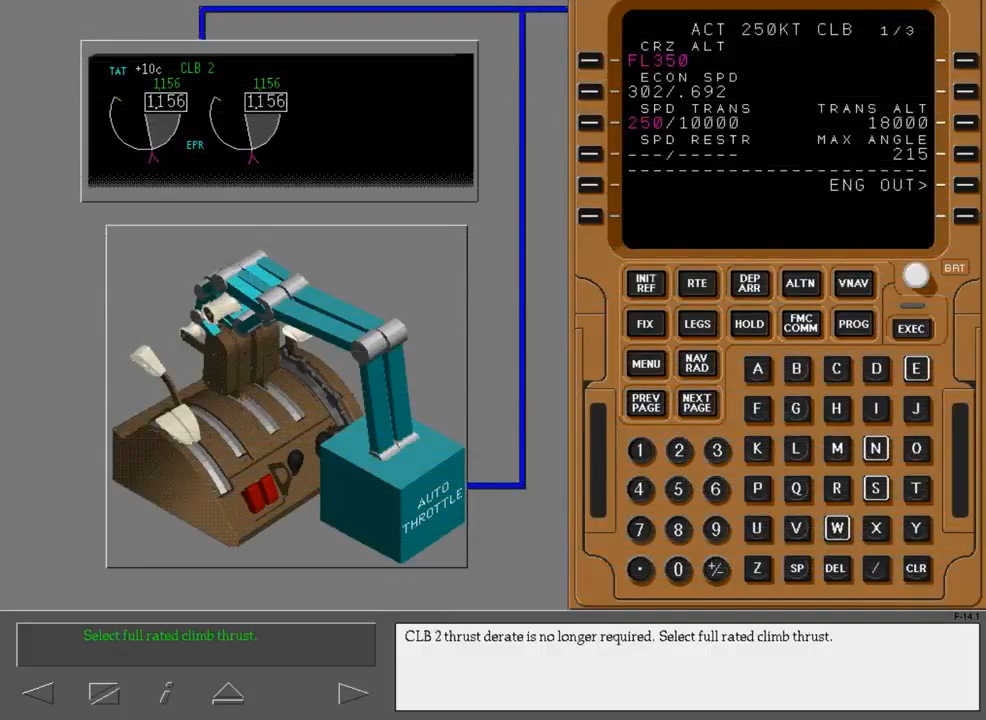 TAT +10c CLB 2
1,156 1,156
1,156 1,156
EPR
AUTO
THROTTLE
ACT 250KT CLB 1/3
CRZ ALT
FL350
ECON SPD
302/.692
SPD TRANS TRANS ALT
250/10000 18000
SPD RESTR MAX ANGLE
---/----- 215
ENG OUT>
BRT
INIT REF RTE DEP ARR ALTN VNAV
FIX LEGS HOLD FMC COMM PROG EXEC
MENU NAV RAD
PREV PAGE NEXT PAGE
A B C D E
F G H I J
1 2 3 K L M N O
4 5 6 P Q R S T
7 8 9 U V W X Y
. 0 +/- Z SP DEL / CLR
F-14.1
Select full rated climb thrust.
CLB 2 thrust derate is no longer required. Select full rated climb thrust.
i